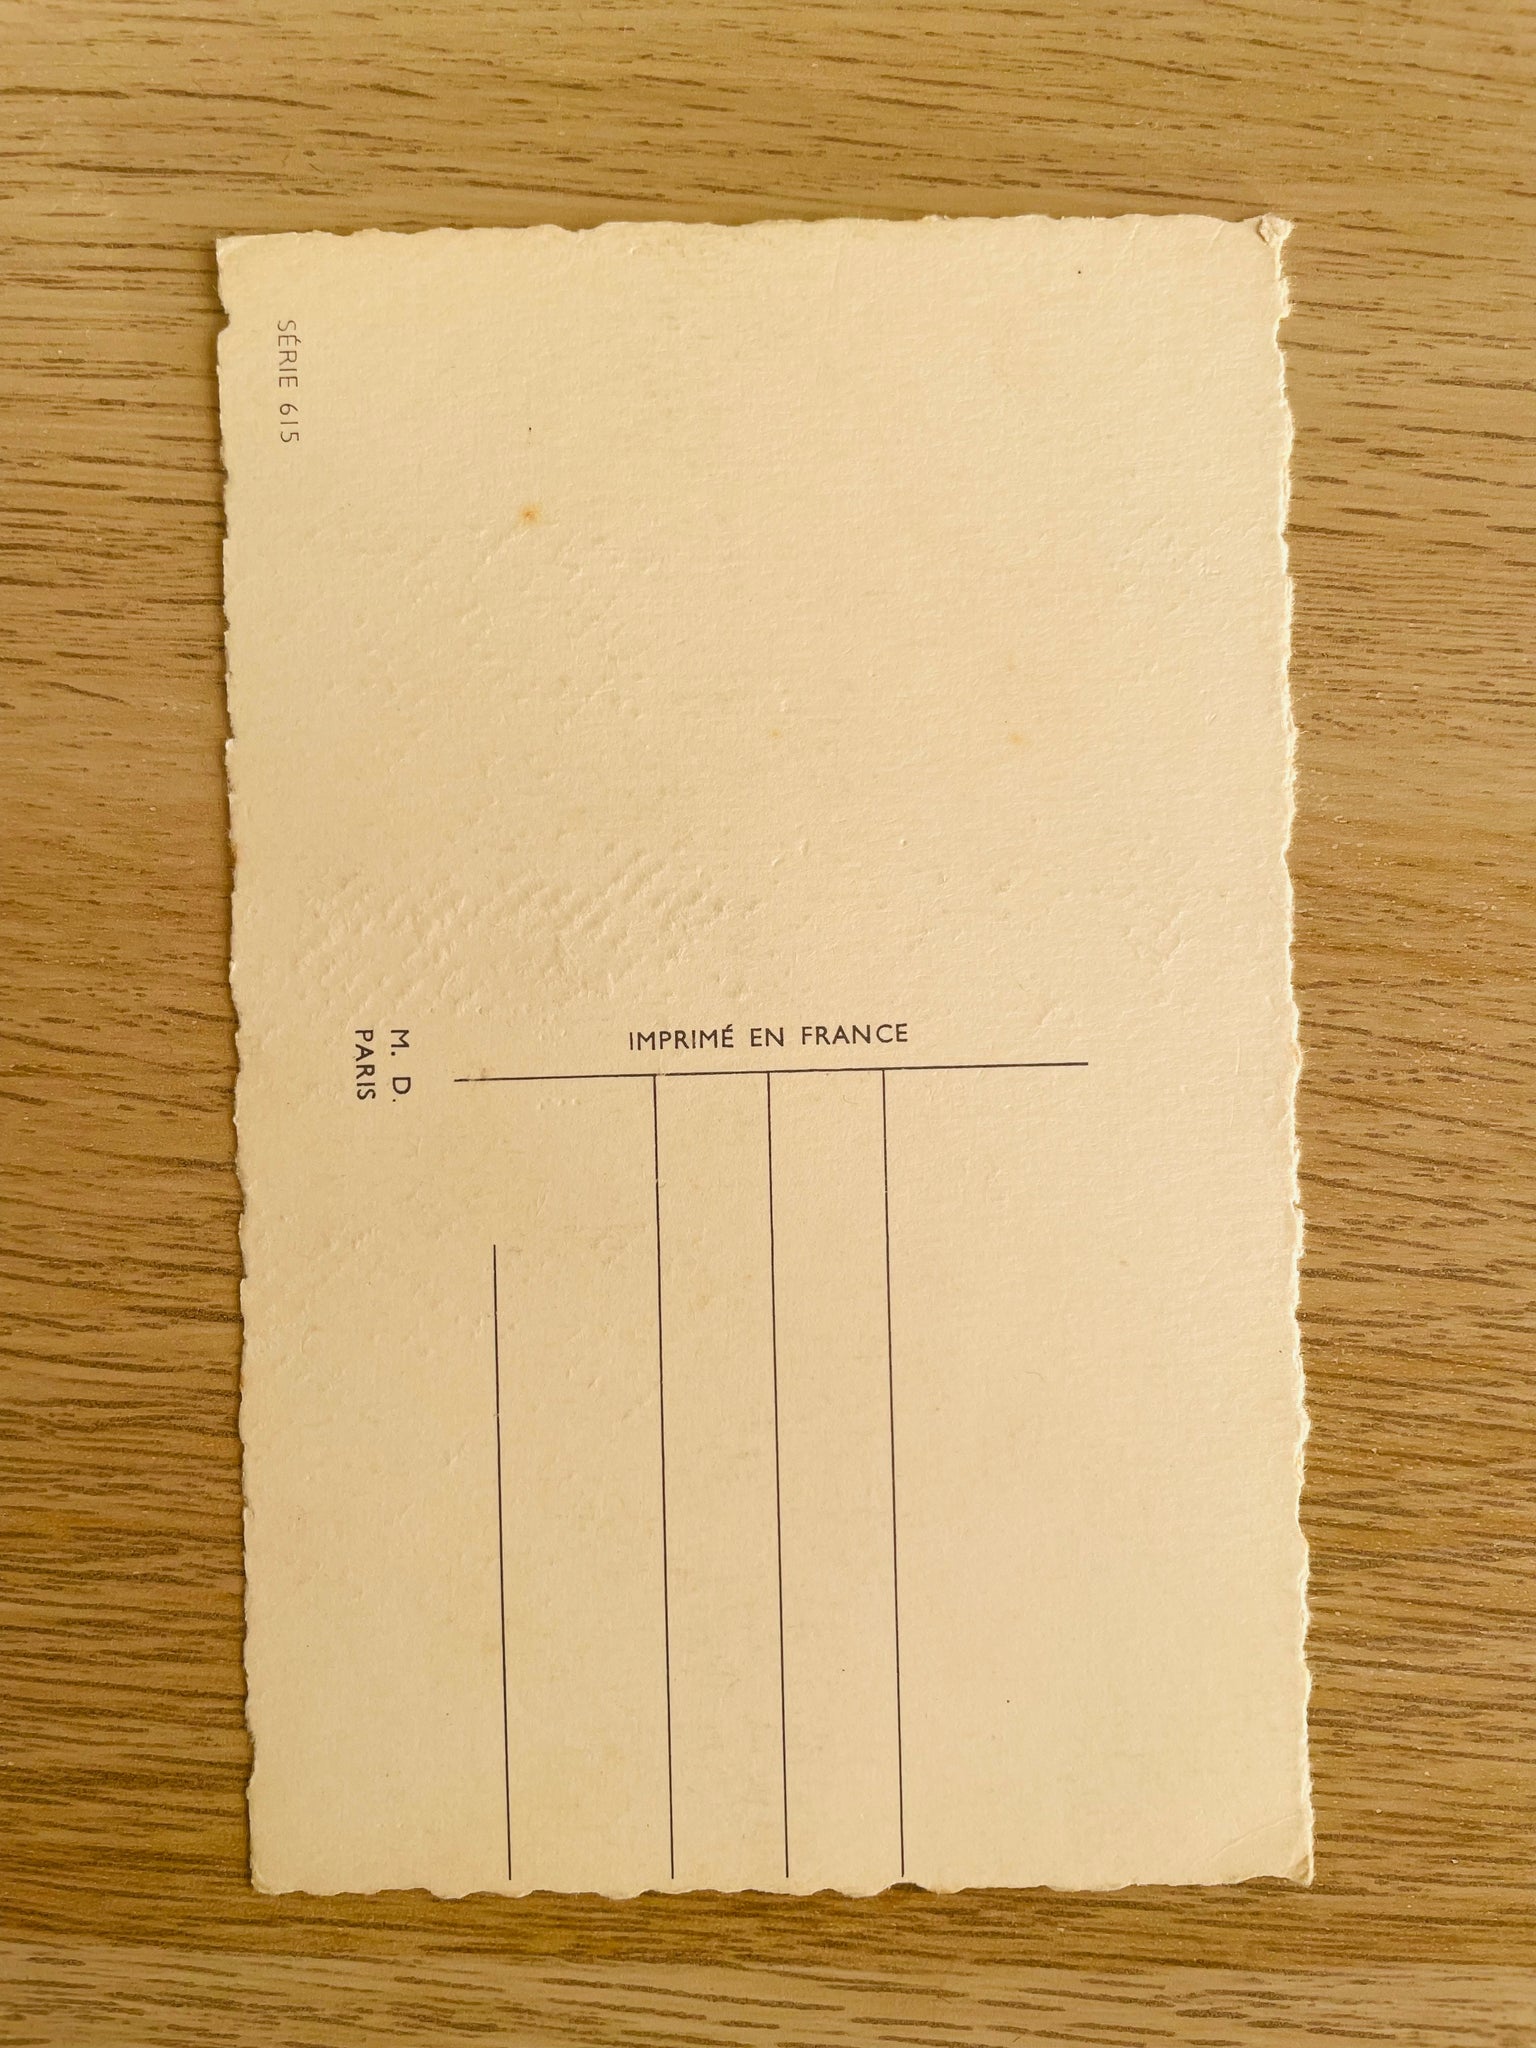 IMPRIMÉ EN FRANCE
M. D.
PARIS
SÉRIE 615